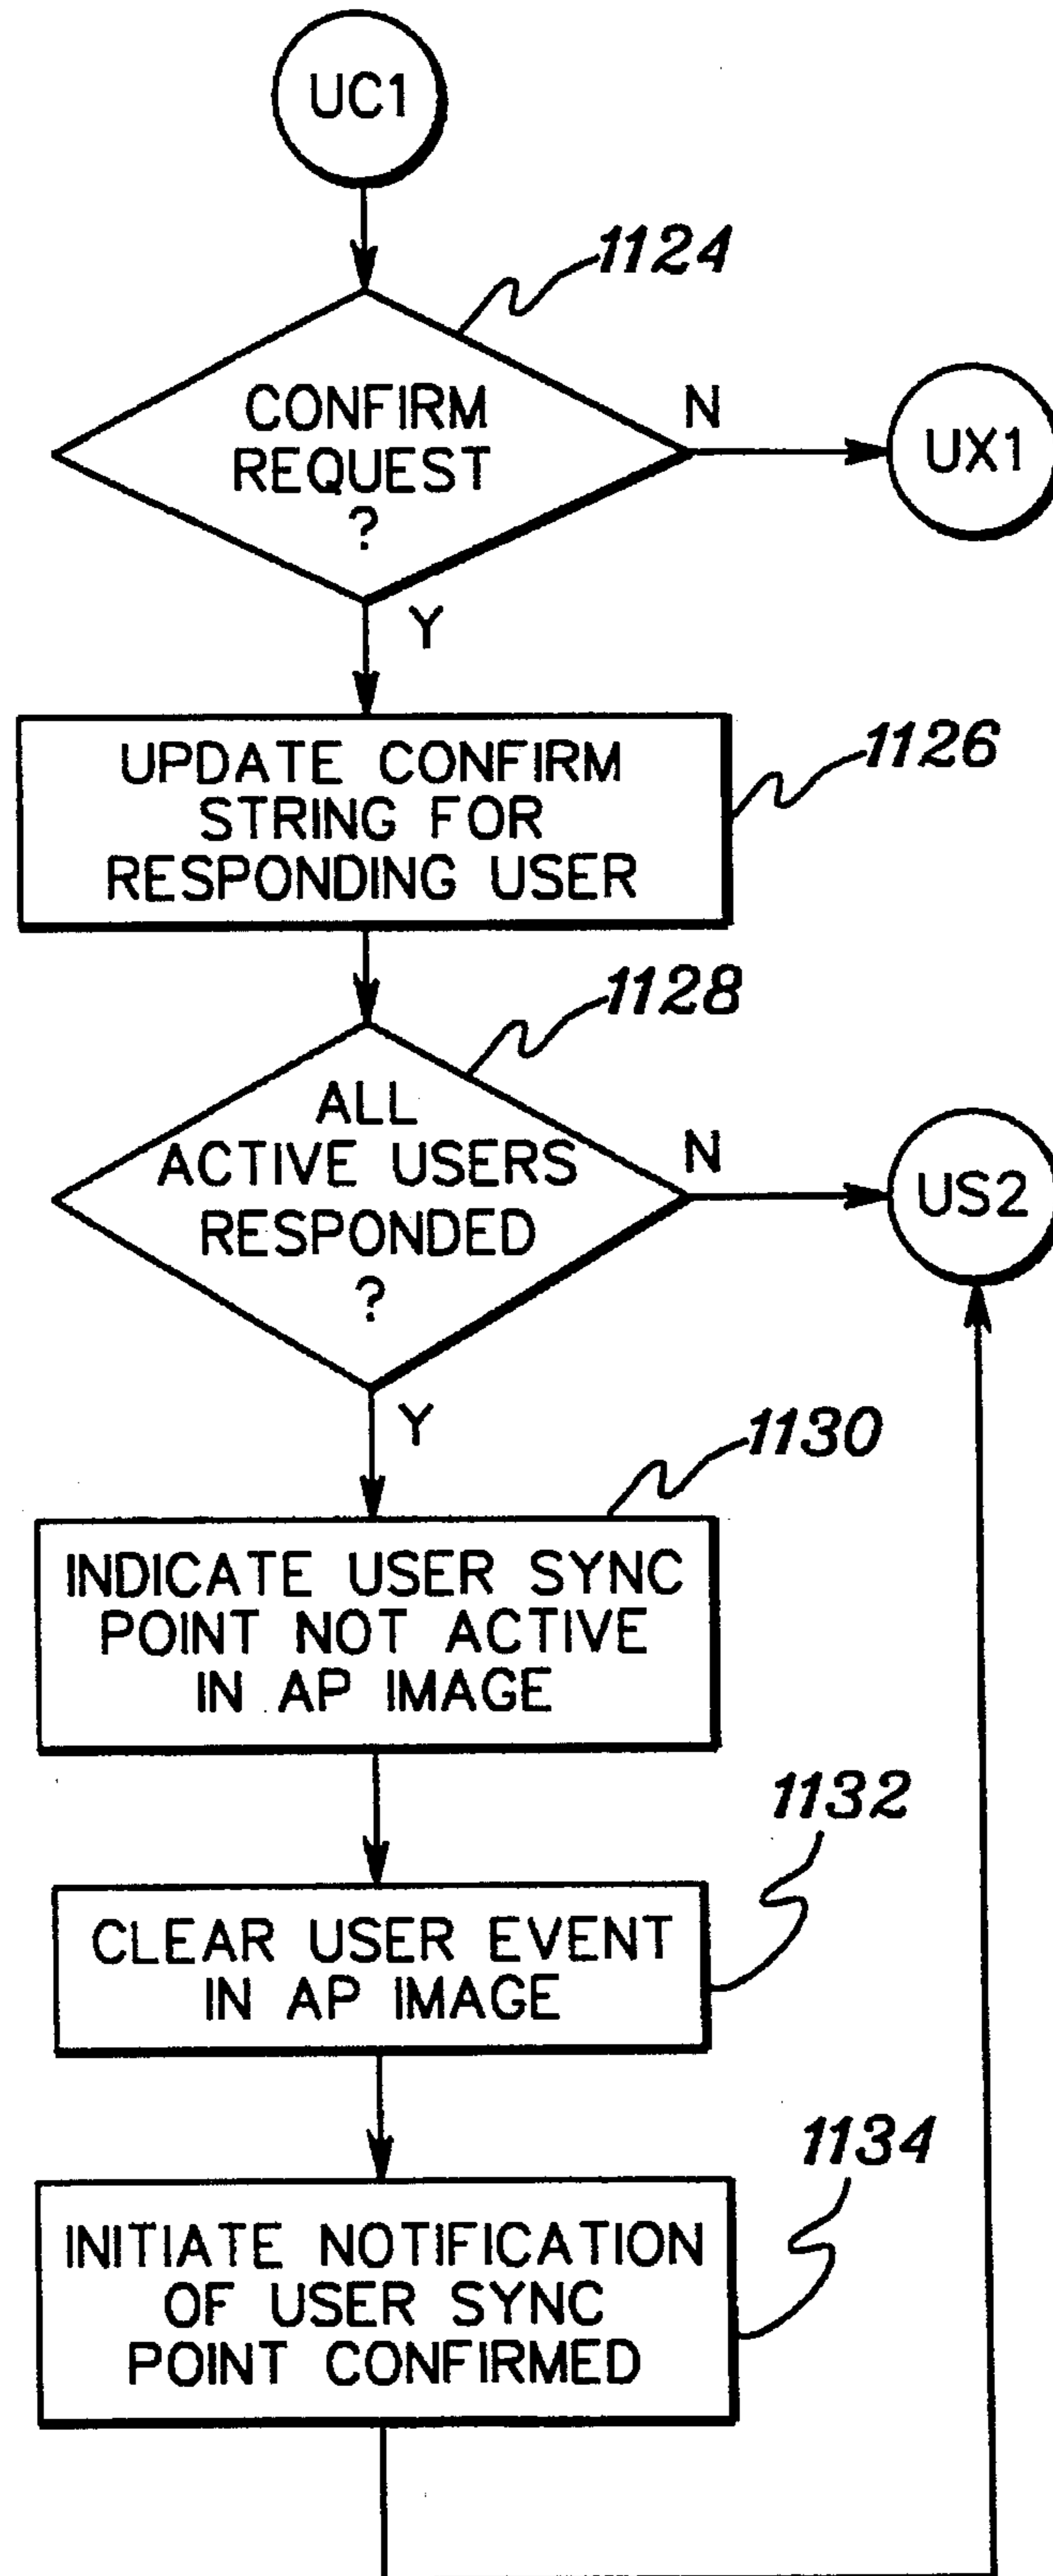 UC1
1124
CONFIRM
REQUEST
?
N
UX1
Y
UPDATE CONFIRM
STRING FOR
RESPONDING USER
1126
1128
ALL
ACTIVE USERS
RESPONDED
?
N
US2
Y
1130
INDICATE USER SYNC
POINT NOT ACTIVE
IN AP IMAGE
1132
CLEAR USER EVENT
IN AP IMAGE
1134
INITIATE NOTIFICATION
OF USER SYNC
POINT CONFIRMED